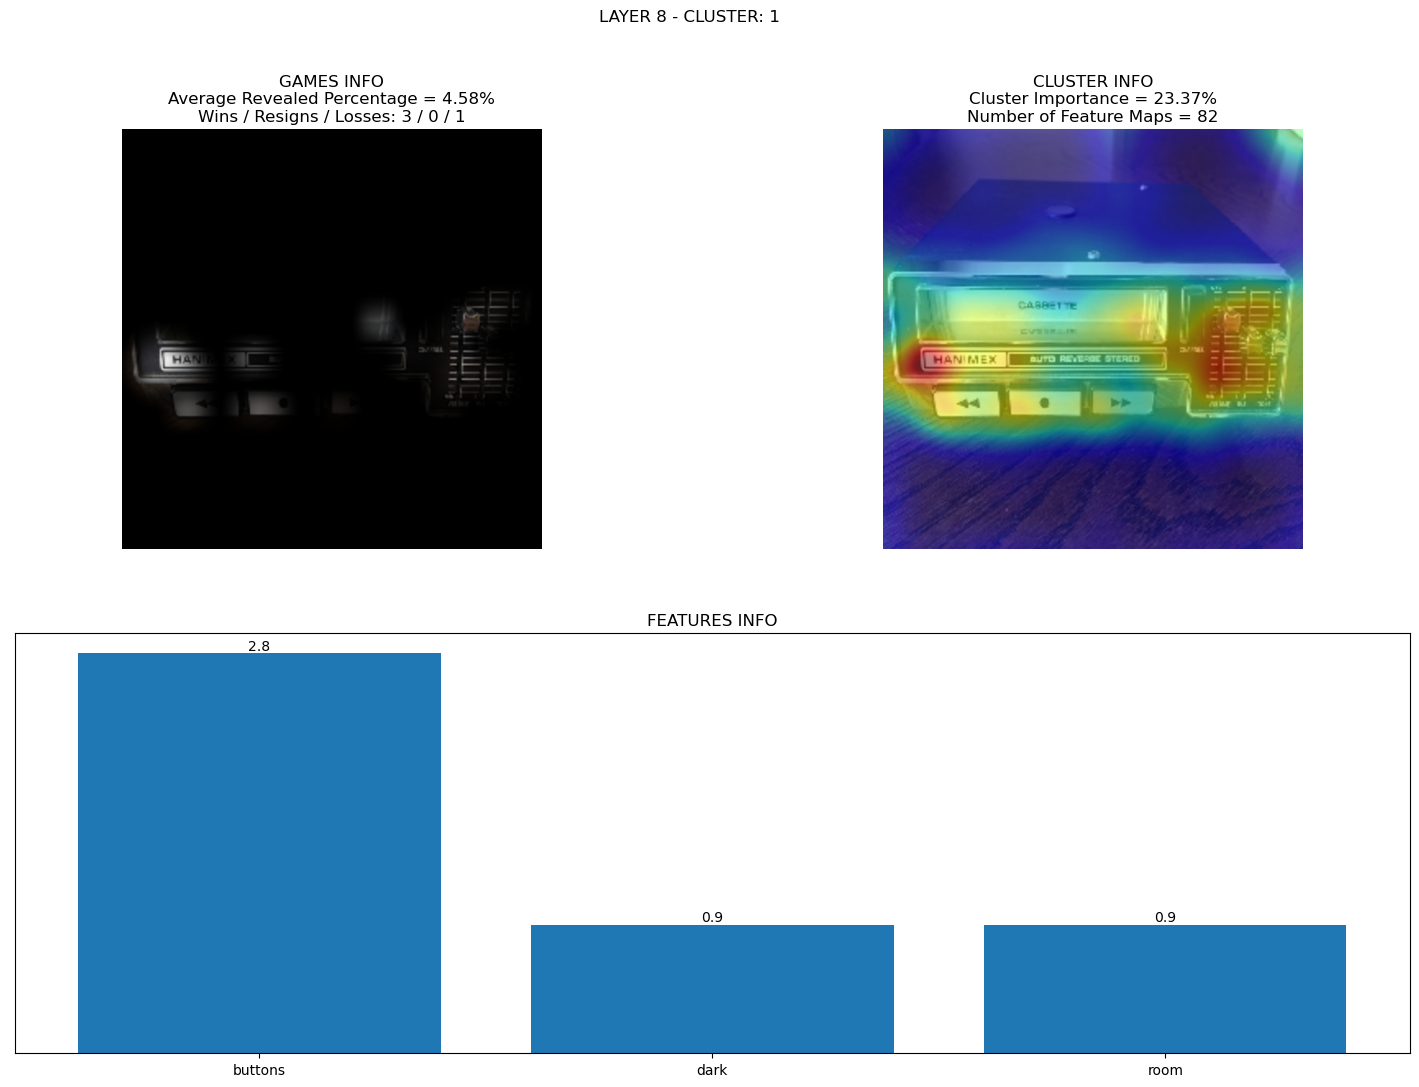 LAYER 8 - CLUSTER: 1
GAMES INFO
Average Revealed Percentage = 4.58%
Wins / Resigns / Losses: 3 / 0 / 1
HANIMEX
CLUSTER INFO
Cluster Importance = 23.37%
Number of Feature Maps = 82
CASSETTE
HANIMEX
AUTO REVERSE STEREO
FEATURES INFO
2.8
0.9
0.9
buttons
dark
room